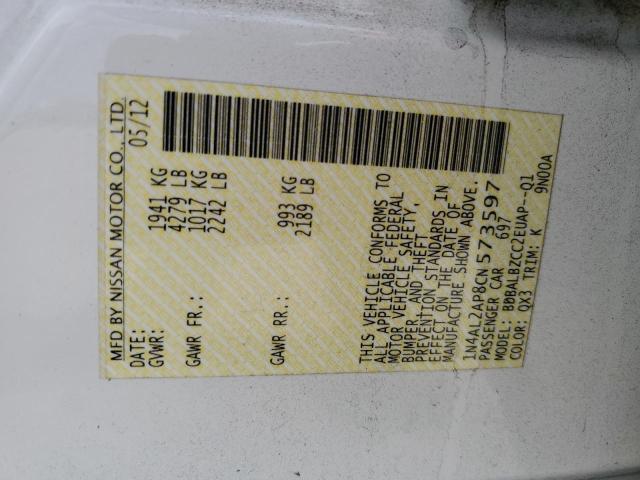 MFD BY NISSAN MOTOR CO., LTD.
DATE: 05/12
GVWR: 1941 KG
4279 LB
GAWR FR.: 1017 KG
2242 LB
GAWR RR.: 993 KG
2189 LB
THIS VEHICLE CONFORMS TO
ALL APPLICABLE FEDERAL
MOTOR VEHICLE SAFETY,
BUMPER, AND THEFT
PREVENTION STANDARDS IN
EFFECT ON THE DATE OF
MANUFACTURE SHOWN ABOVE.
1N4AL2AP8CN573597
PASSENGER CAR 697
MODEL: BDBALBZCC2EUAP--Q1
COLOR: QX3 TRIM: K 9N00A